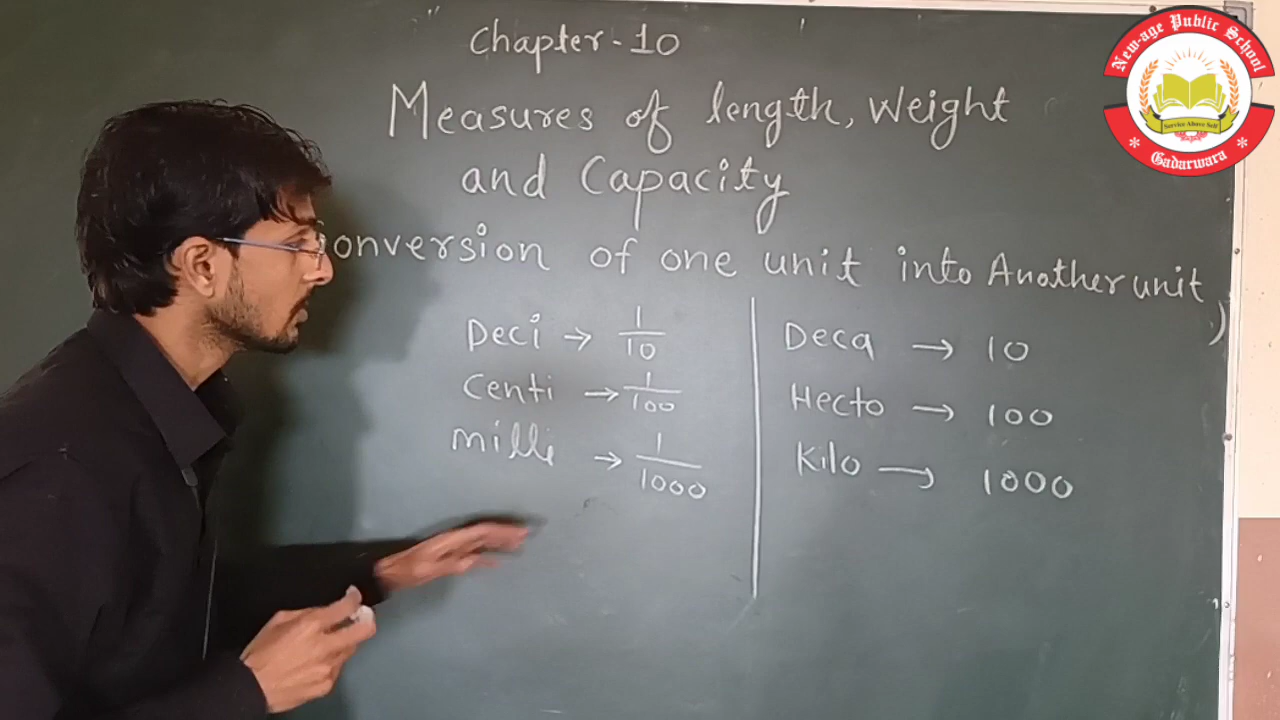 Chapter-10
Measures of length, Weight
and Capacity
onversion of one unit into Another unit
Deci → 1/10
Centi → 1/100
milli → 1/1000
Deca → 10
Hecto → 100
Kilo → 1000
New-age Public School
Service Above Self
* Gadarwara *